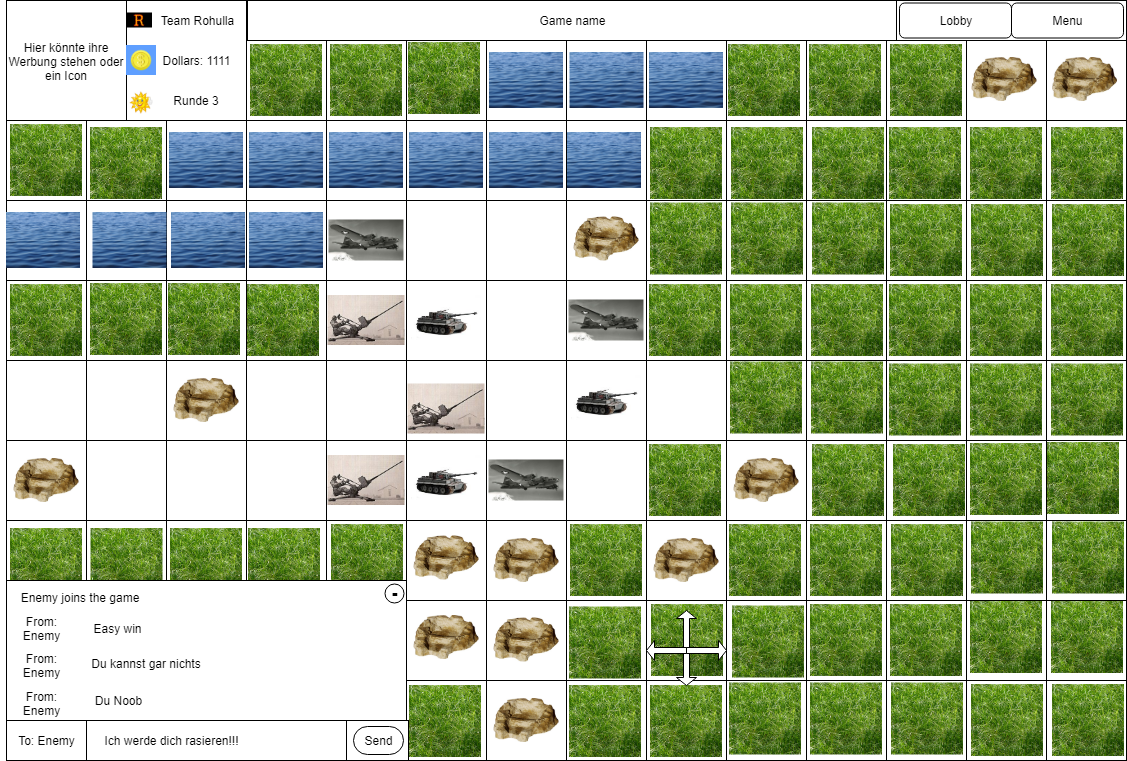 Hier könnte ihre
Werbung stehen oder
ein Icon
R
Team Rohulla
Dollars: 1111
Runde 3
Game name
Lobby
Menu
Enemy joins the game
-
From:
Enemy
Easy win
From:
Enemy
Du kannst gar nichts
From:
Enemy
Du Noob
To: Enemy
Ich werde dich rasieren!!!
Send